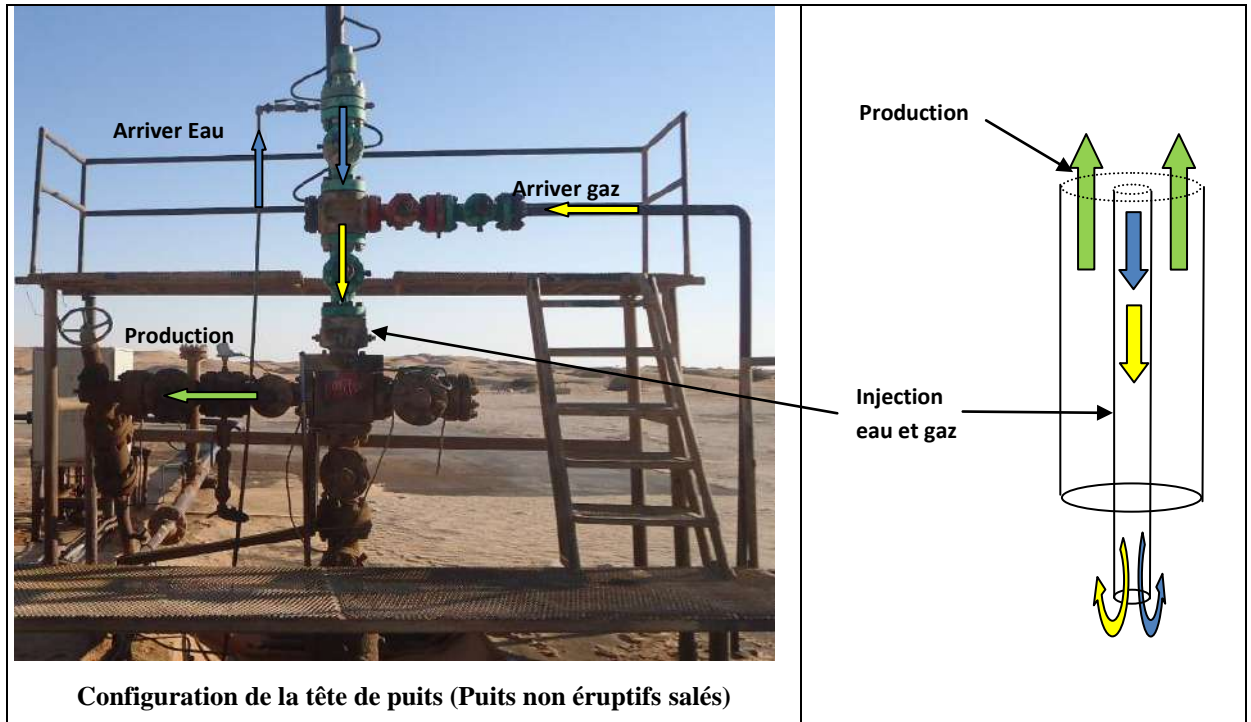 Arriver Eau
Arriver gaz
Production
Configuration de la tête de puits (Puits non éruptifs salés)
Production
Injection
eau et gaz